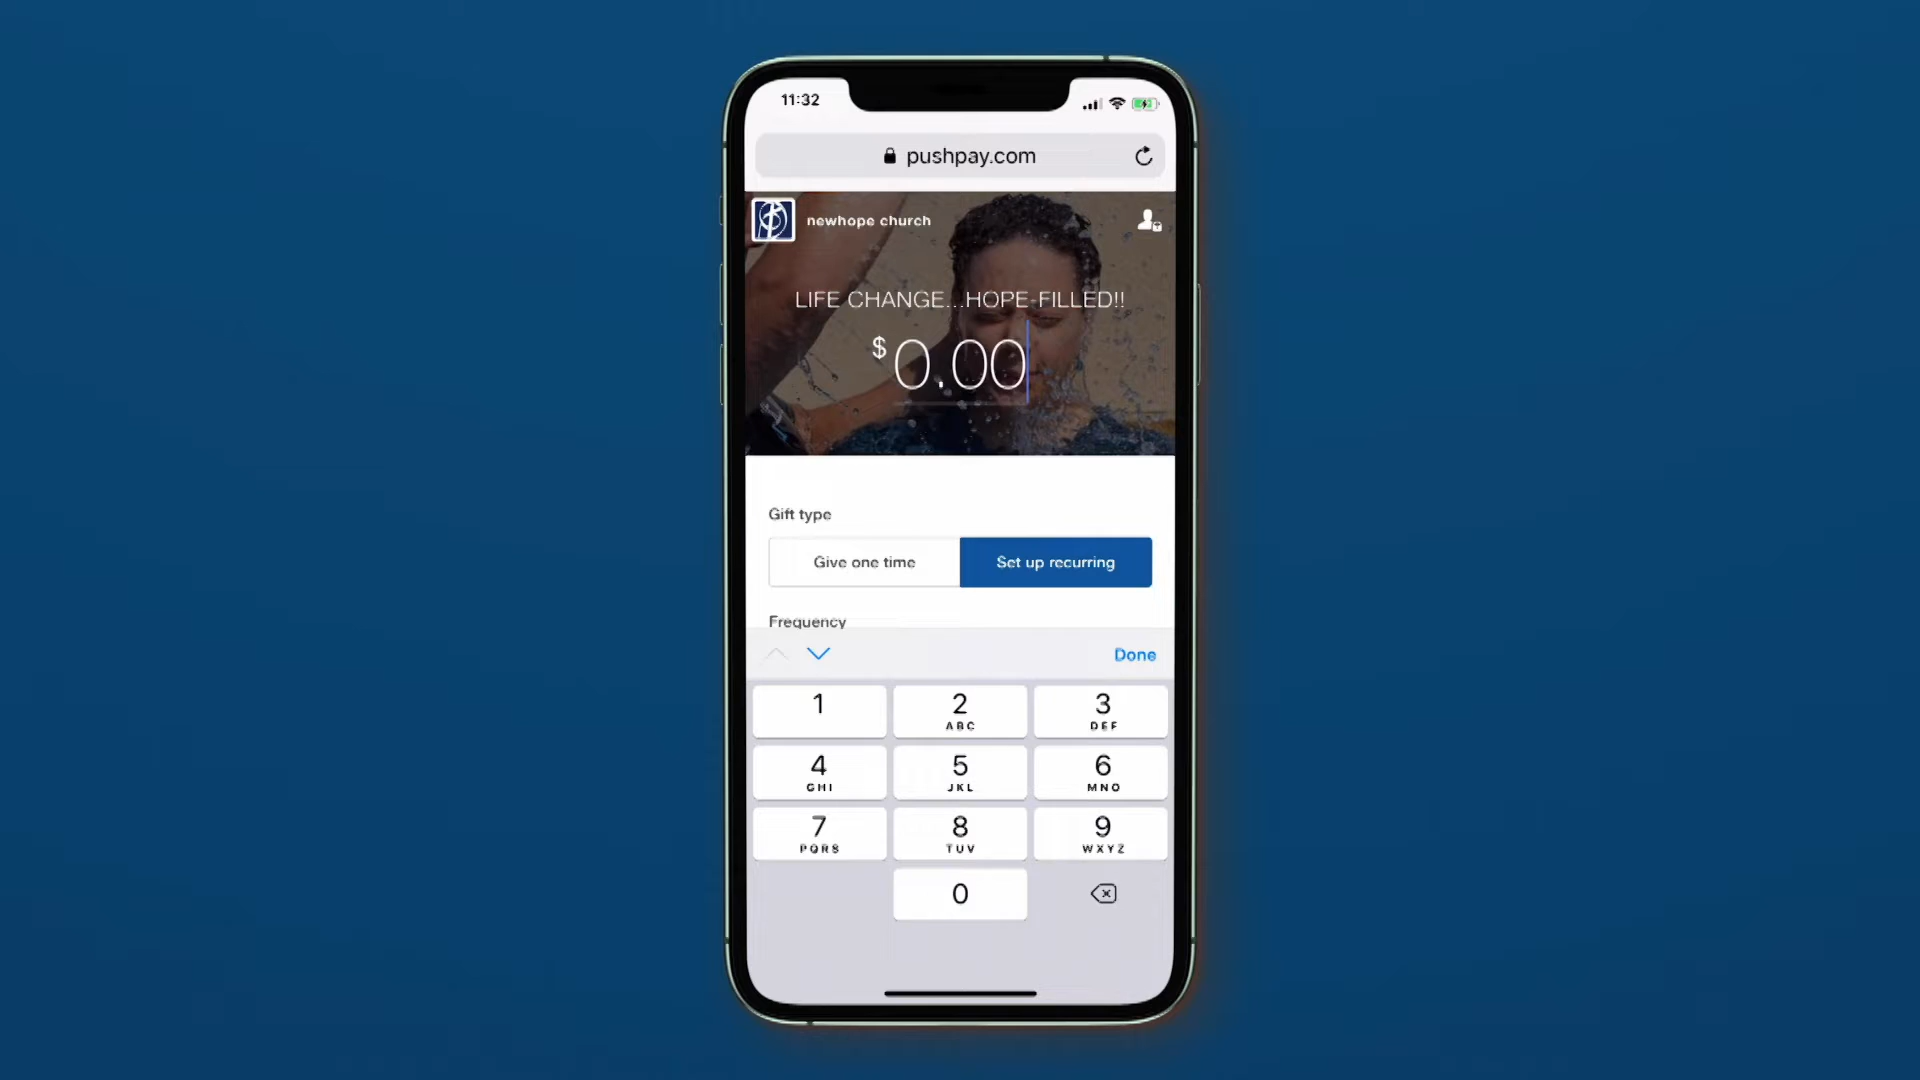 11:32
pushpay.com
newhope church
LIFE CHANGE...HOPE-FILLED!!
$0.00
Gift type
Give one time
Set up recurring
Frequency
Done
1
2
ABC
3
DEF
4
GHI
5
JKL
6
MNO
7
PQRS
8
TUV
9
WXYZ
0